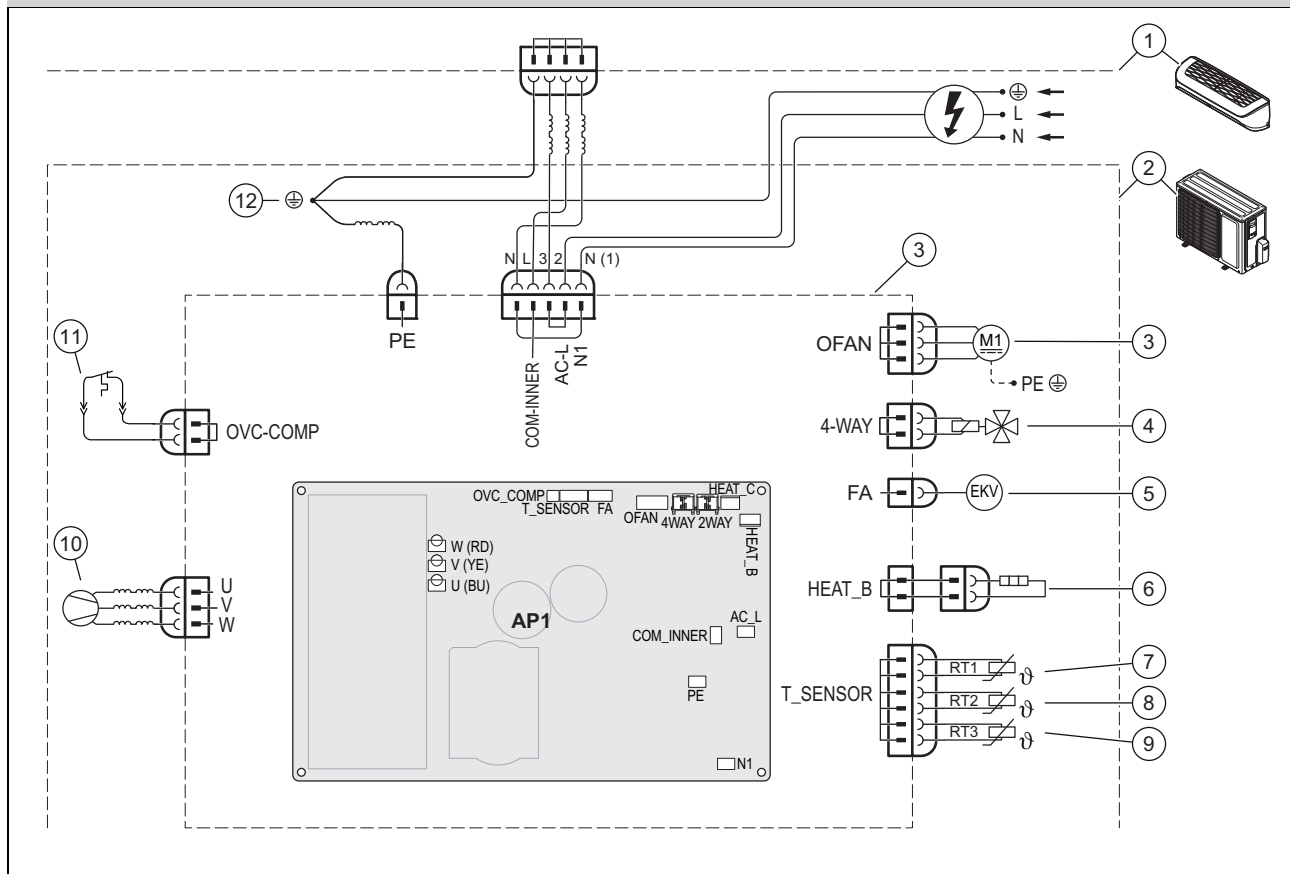 1
L
N
2
12
N L 3 2 N (1)
3
PE
COM-INNER
AC-L
N1
11
OFAN
M1
3
PE
OVC-COMP
4-WAY
4
FA
EKV
5
OVC_COMP
T_SENSOR FA
OFAN
4WAY 2WAY
HEAT_C
HEAT_B
10
W (RD)
V (YE)
U (BU)
U
V
W
HEAT_B
6
AP1
AC_L
COM_INNER
PE
N1
T_SENSOR
RT1 ϑ
7
RT2 ϑ
8
RT3 ϑ
9